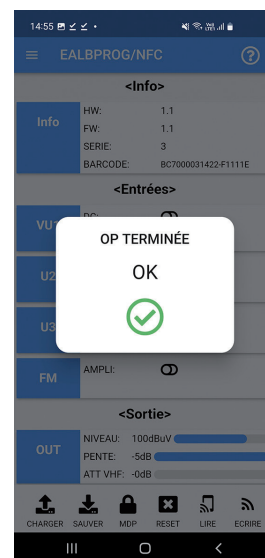 14:55
EALBPROG/NFC
<Info>
Info
HW: 1.1
FW: 1.1
SERIE: 3
BARCODE: BC7000031422-F1111E
<Entrées>
OP TERMINÉE
OK
U2
U3
FM
AMPLI:
<Sortie>
OUT
NIVEAU: 100dBuV
PENTE: -5dB
ATT VHF: -0dB
CHARGER SAUVER MDP RESET LIRE ECRIRE